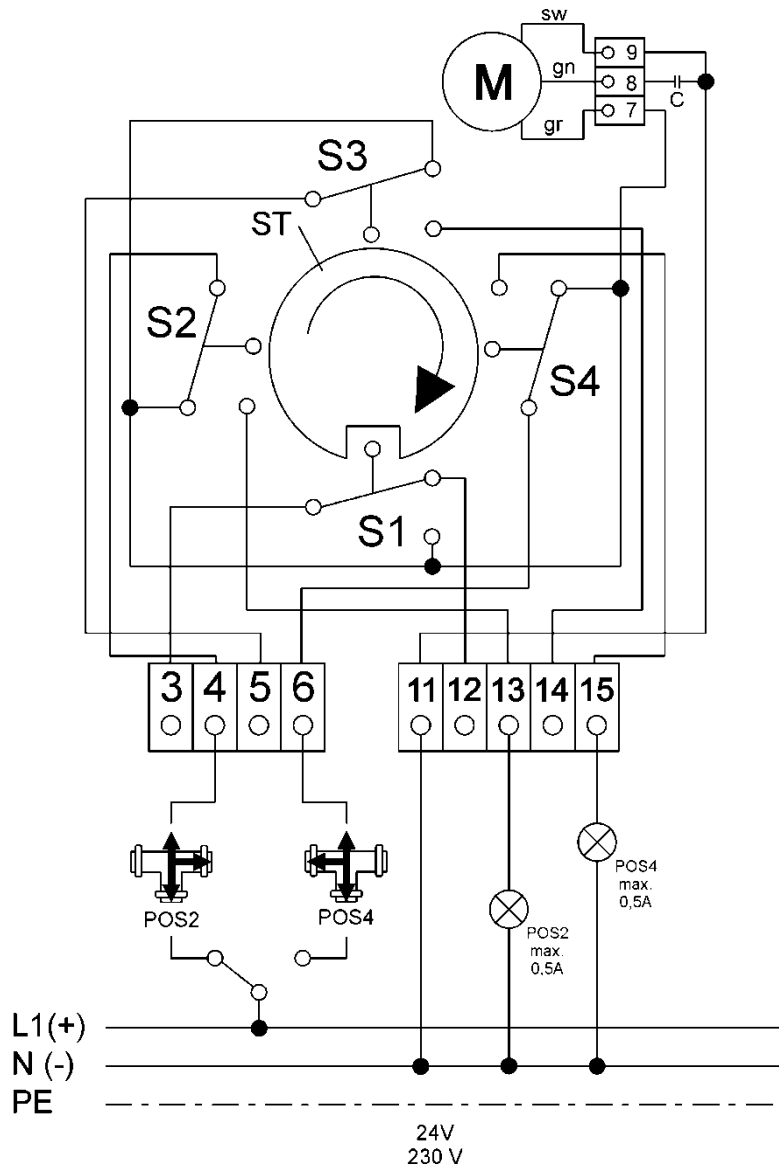 sw
M
gn
gr
9
8
7
C
S3
ST
S2
S4
S1
3 4 5 6
11 12 13 14 15
POS2
POS4
POS4
max.
0,5A
POS2
max.
0,5A
L1(+)
N (-)
PE
24V
230 V